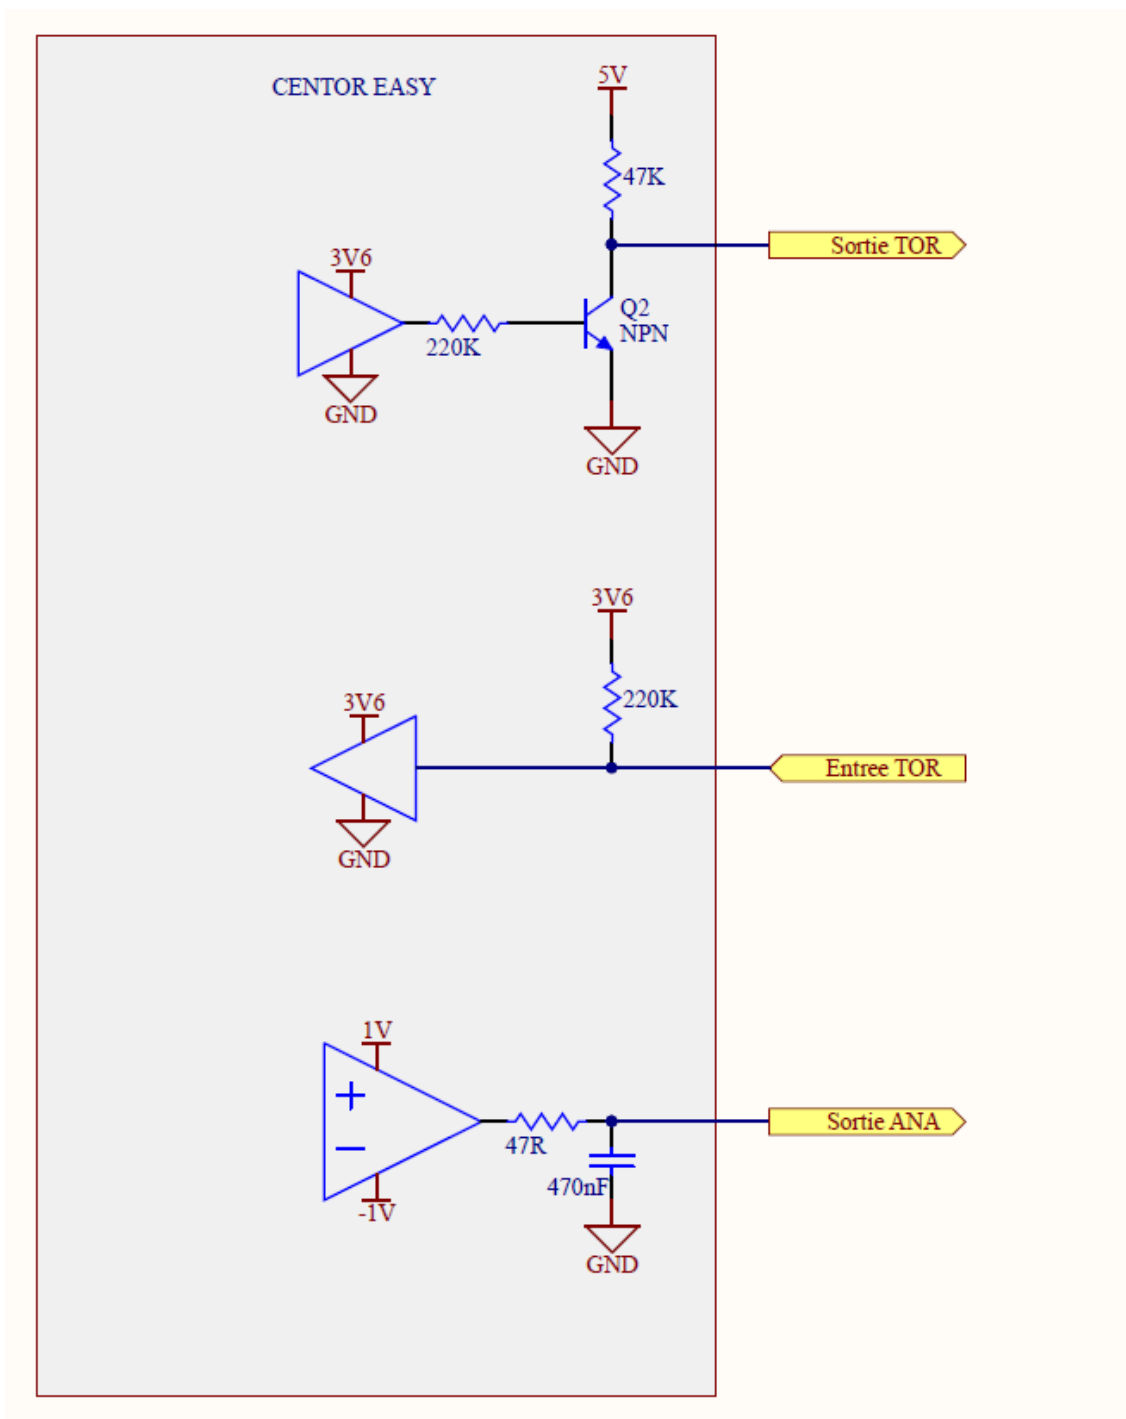 CENTOR EASY
5V
47K
Sortie TOR
3V6
Q2
NPN
220K
GND
GND
3V6
220K
3V6
Entree TOR
GND
1V
+
Sortie ANA
47R
−
470nF
-1V
GND